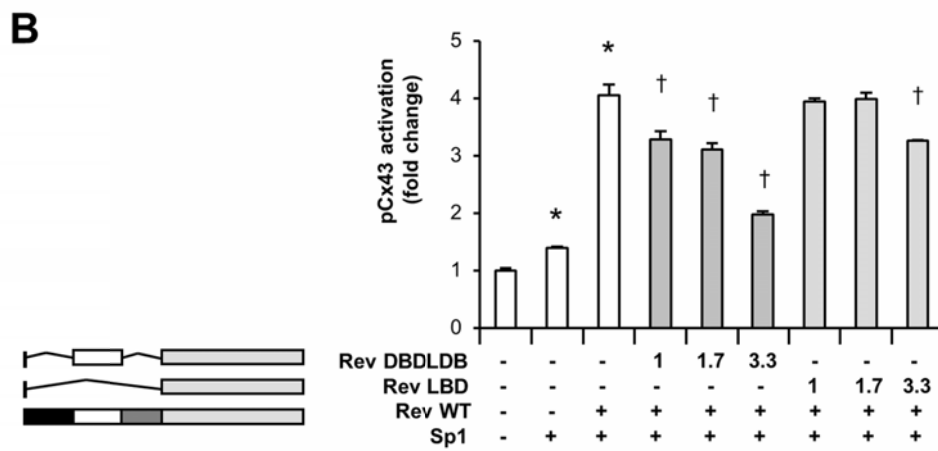 B
pCx43 activation
(fold change)
5
4
3
2
1
0
* * † † † †
Rev DBDLDB - - - 1 1.7 3.3 - - -
Rev LBD - - - - - - 1 1.7 3.3
Rev WT - - + + + + + + +
Sp1 - + + + + + + + +